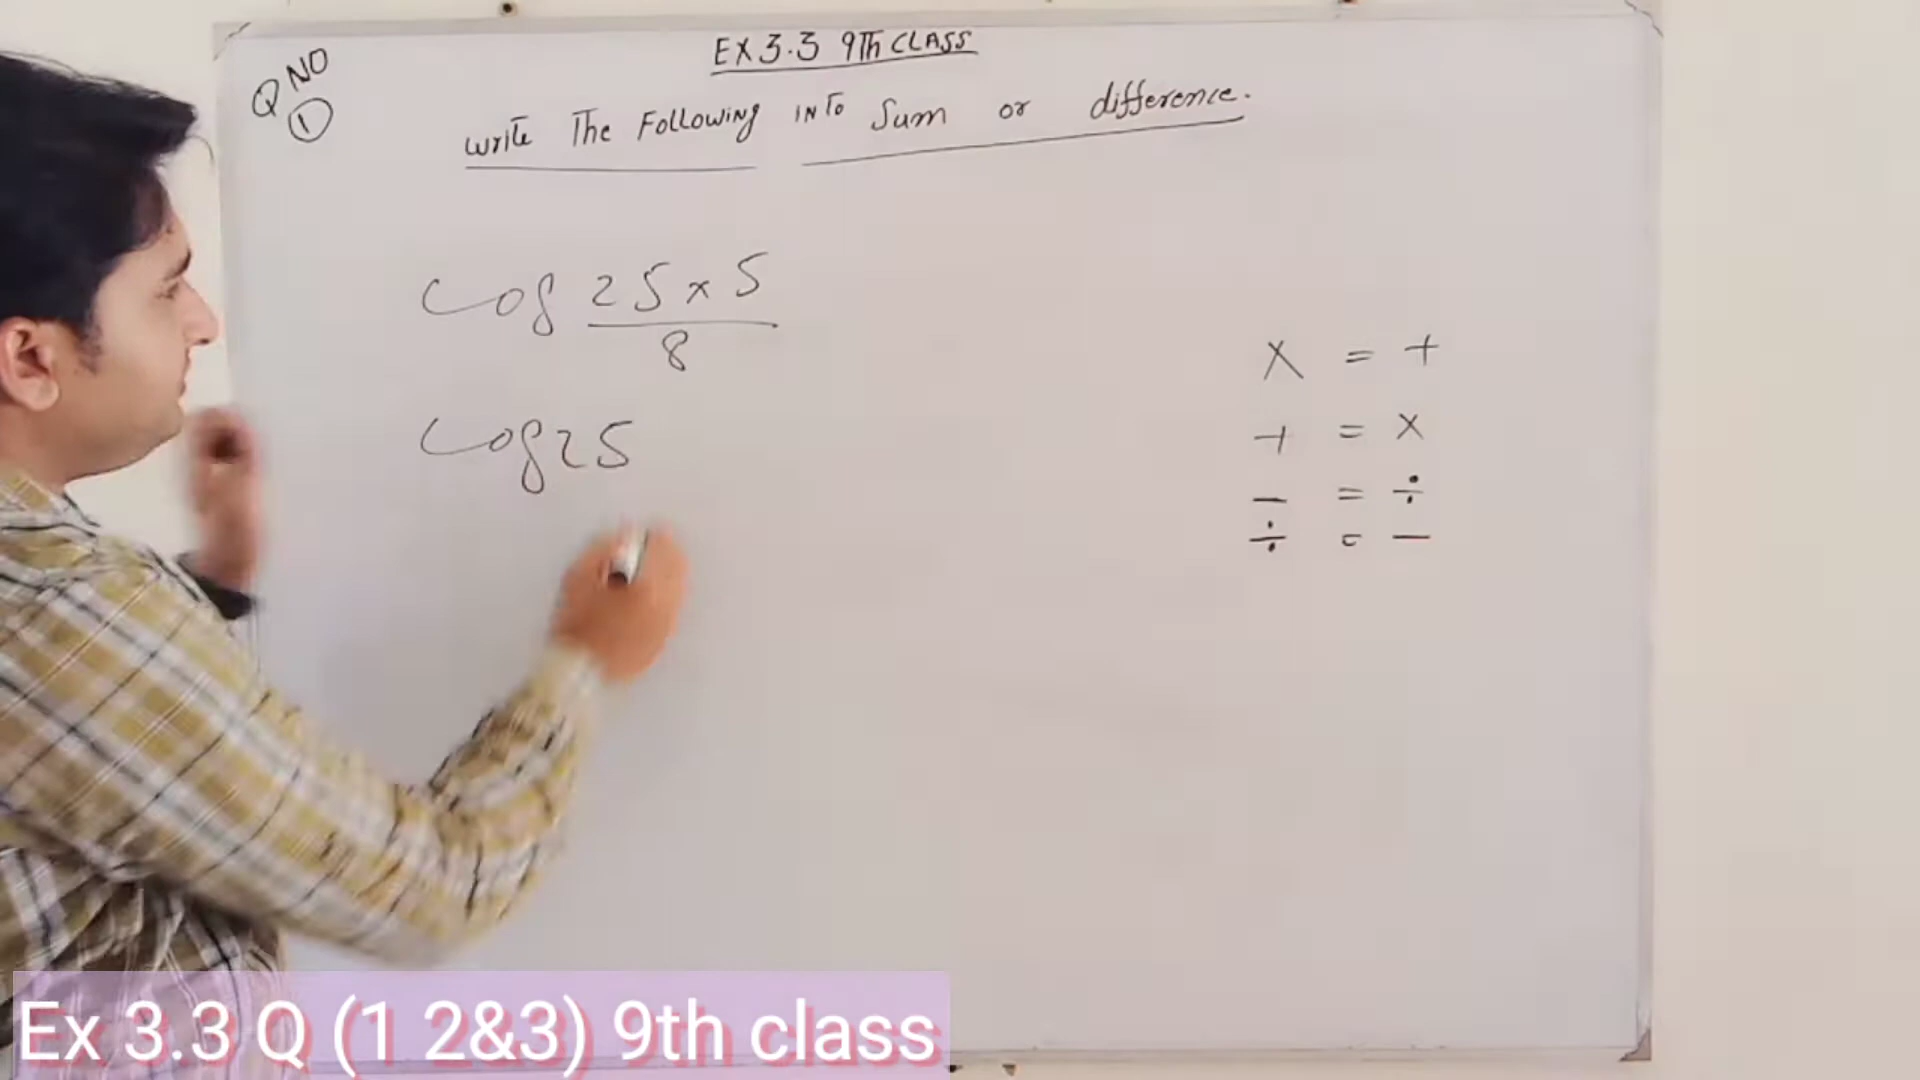 EX 3.3 9Th CLASS
Q NO
1
write The Following INTO Sum or difference.
Log 25 x 5
8
Log 25
X = +
+ = x
- = ÷
÷ = -
Ex 3.3 Q (1 2&3) 9th class